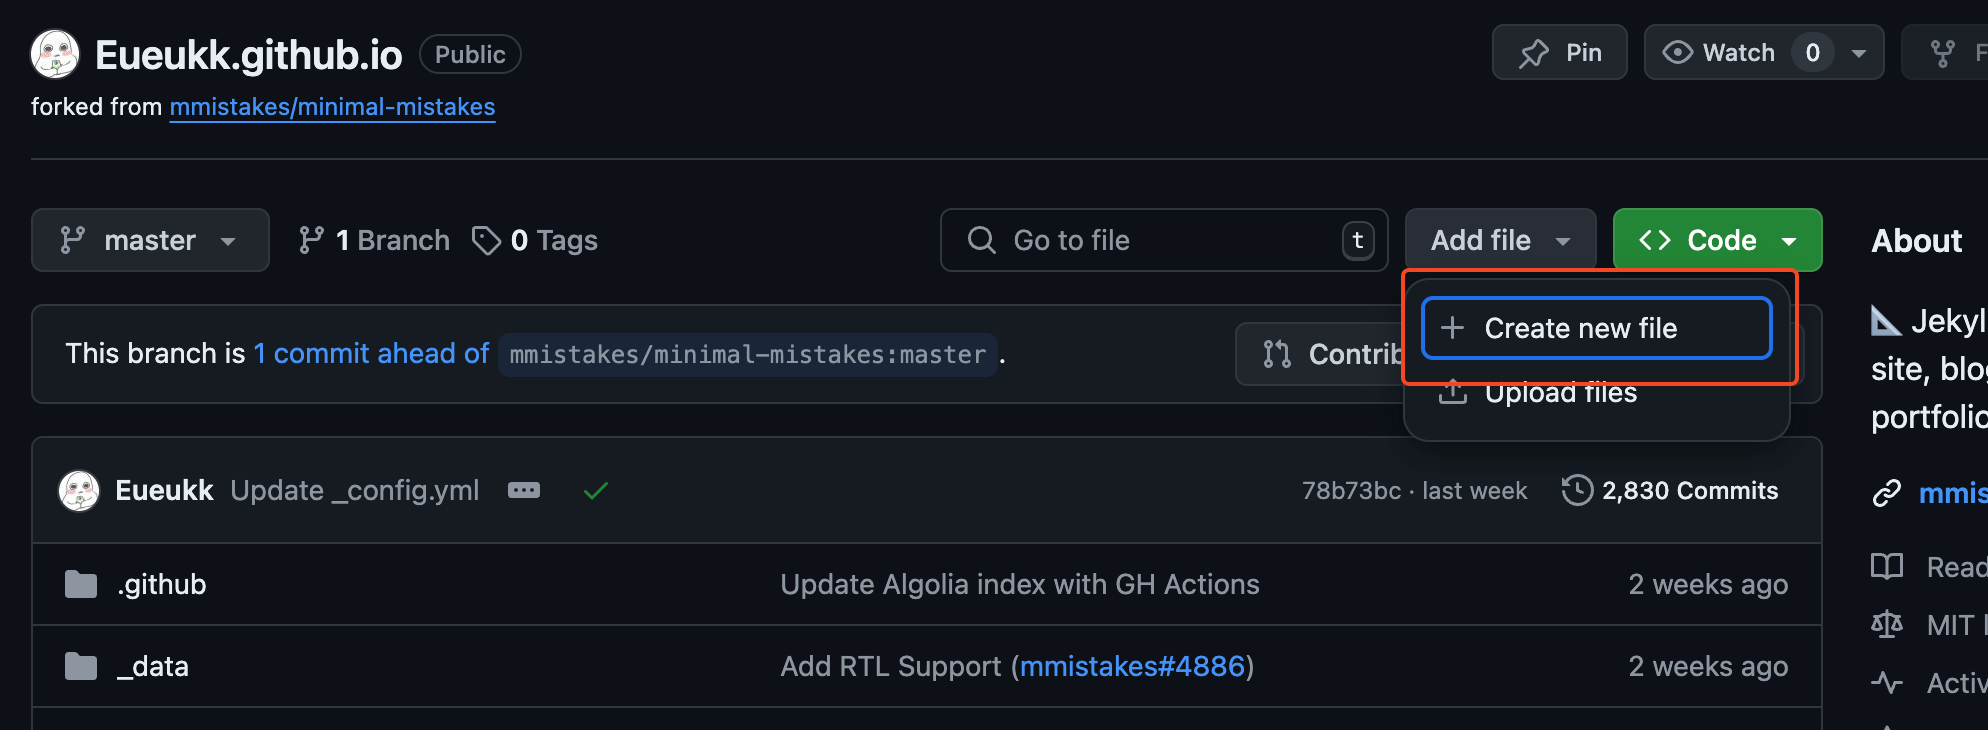 Eueukk.github.io Public
Pin
Watch 0
forked from mmistakes/minimal-mistakes
master
1 Branch
0 Tags
Go to file t
Add file
Code
About
Create new file
Upload files
This branch is 1 commit ahead of mmistakes/minimal-mistakes:master.
Contrib
Jekyl
site, blog
portfolio
Eueukk Update _config.yml
78b73bc · last week
2,830 Commits
mmis
.github
Update Algolia index with GH Actions
2 weeks ago
Read
MIT
_data
Add RTL Support (mmistakes#4886)
2 weeks ago
Activ